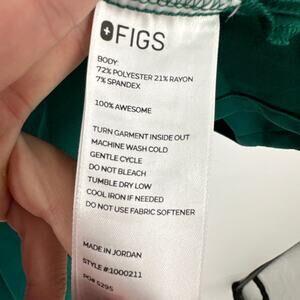 FIGS
BODY:
72% POLYESTER 21% RAYON
7% SPANDEX
100% AWESOME
TURN GARMENT INSIDE OUT
MACHINE WASH COLD
GENTLE CYCLE
DO NOT BLEACH
TUMBLE DRY LOW
COOL IRON IF NEEDED
DO NOT USE FABRIC SOFTENER
MADE IN JORDAN
STYLE #:1000211
PO# 6295